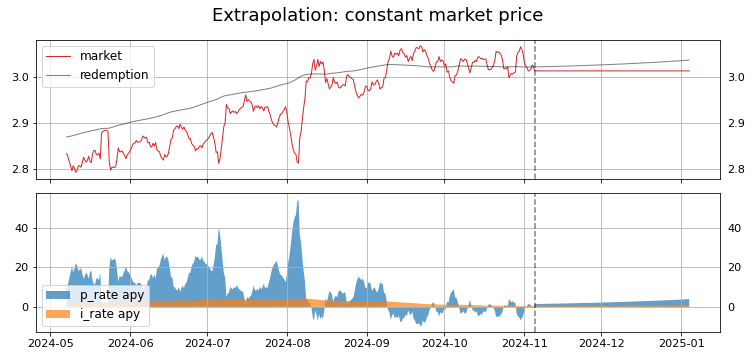 Extrapolation: constant market price
market
redemption
3.0
2.9
2.8
3.0
2.9
2.8
40
20
0
40
20
0
p_rate apy
i_rate apy
2024-05 2024-06 2024-07 2024-08 2024-09 2024-10 2024-11 2024-12 2025-01